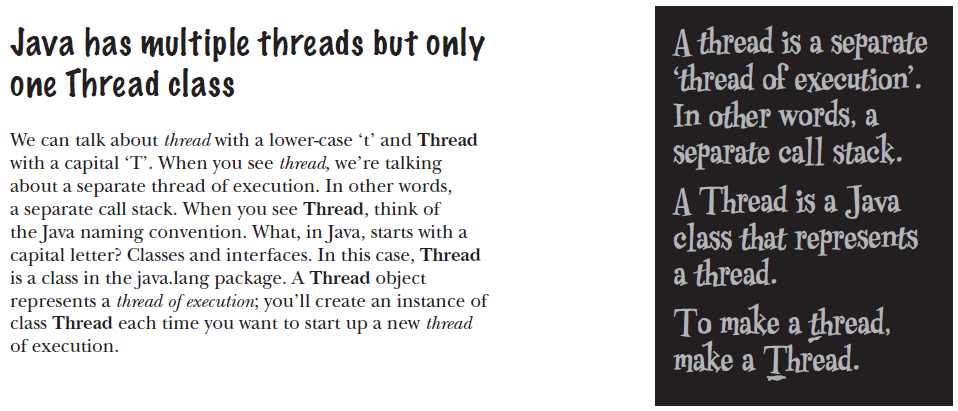 Java has multiple threads but only
one Thread class
We can talk about thread with a lower-case ‘t’ and Thread
with a capital ‘T’. When you see thread, we’re talking
about a separate thread of execution. In other words,
a separate call stack. When you see Thread, think of
the Java naming convention. What, in Java, starts with a
capital letter? Classes and interfaces. In this case, Thread
is a class in the java.lang package. A Thread object
represents a thread of execution; you’ll create an instance of
class Thread each time you want to start up a new thread
of execution.
A thread is a separate
‘thread of execution’.
In other words, a
separate call stack.
A Thread is a Java
class that represents
a thread.
To make a thread,
make a Thread.